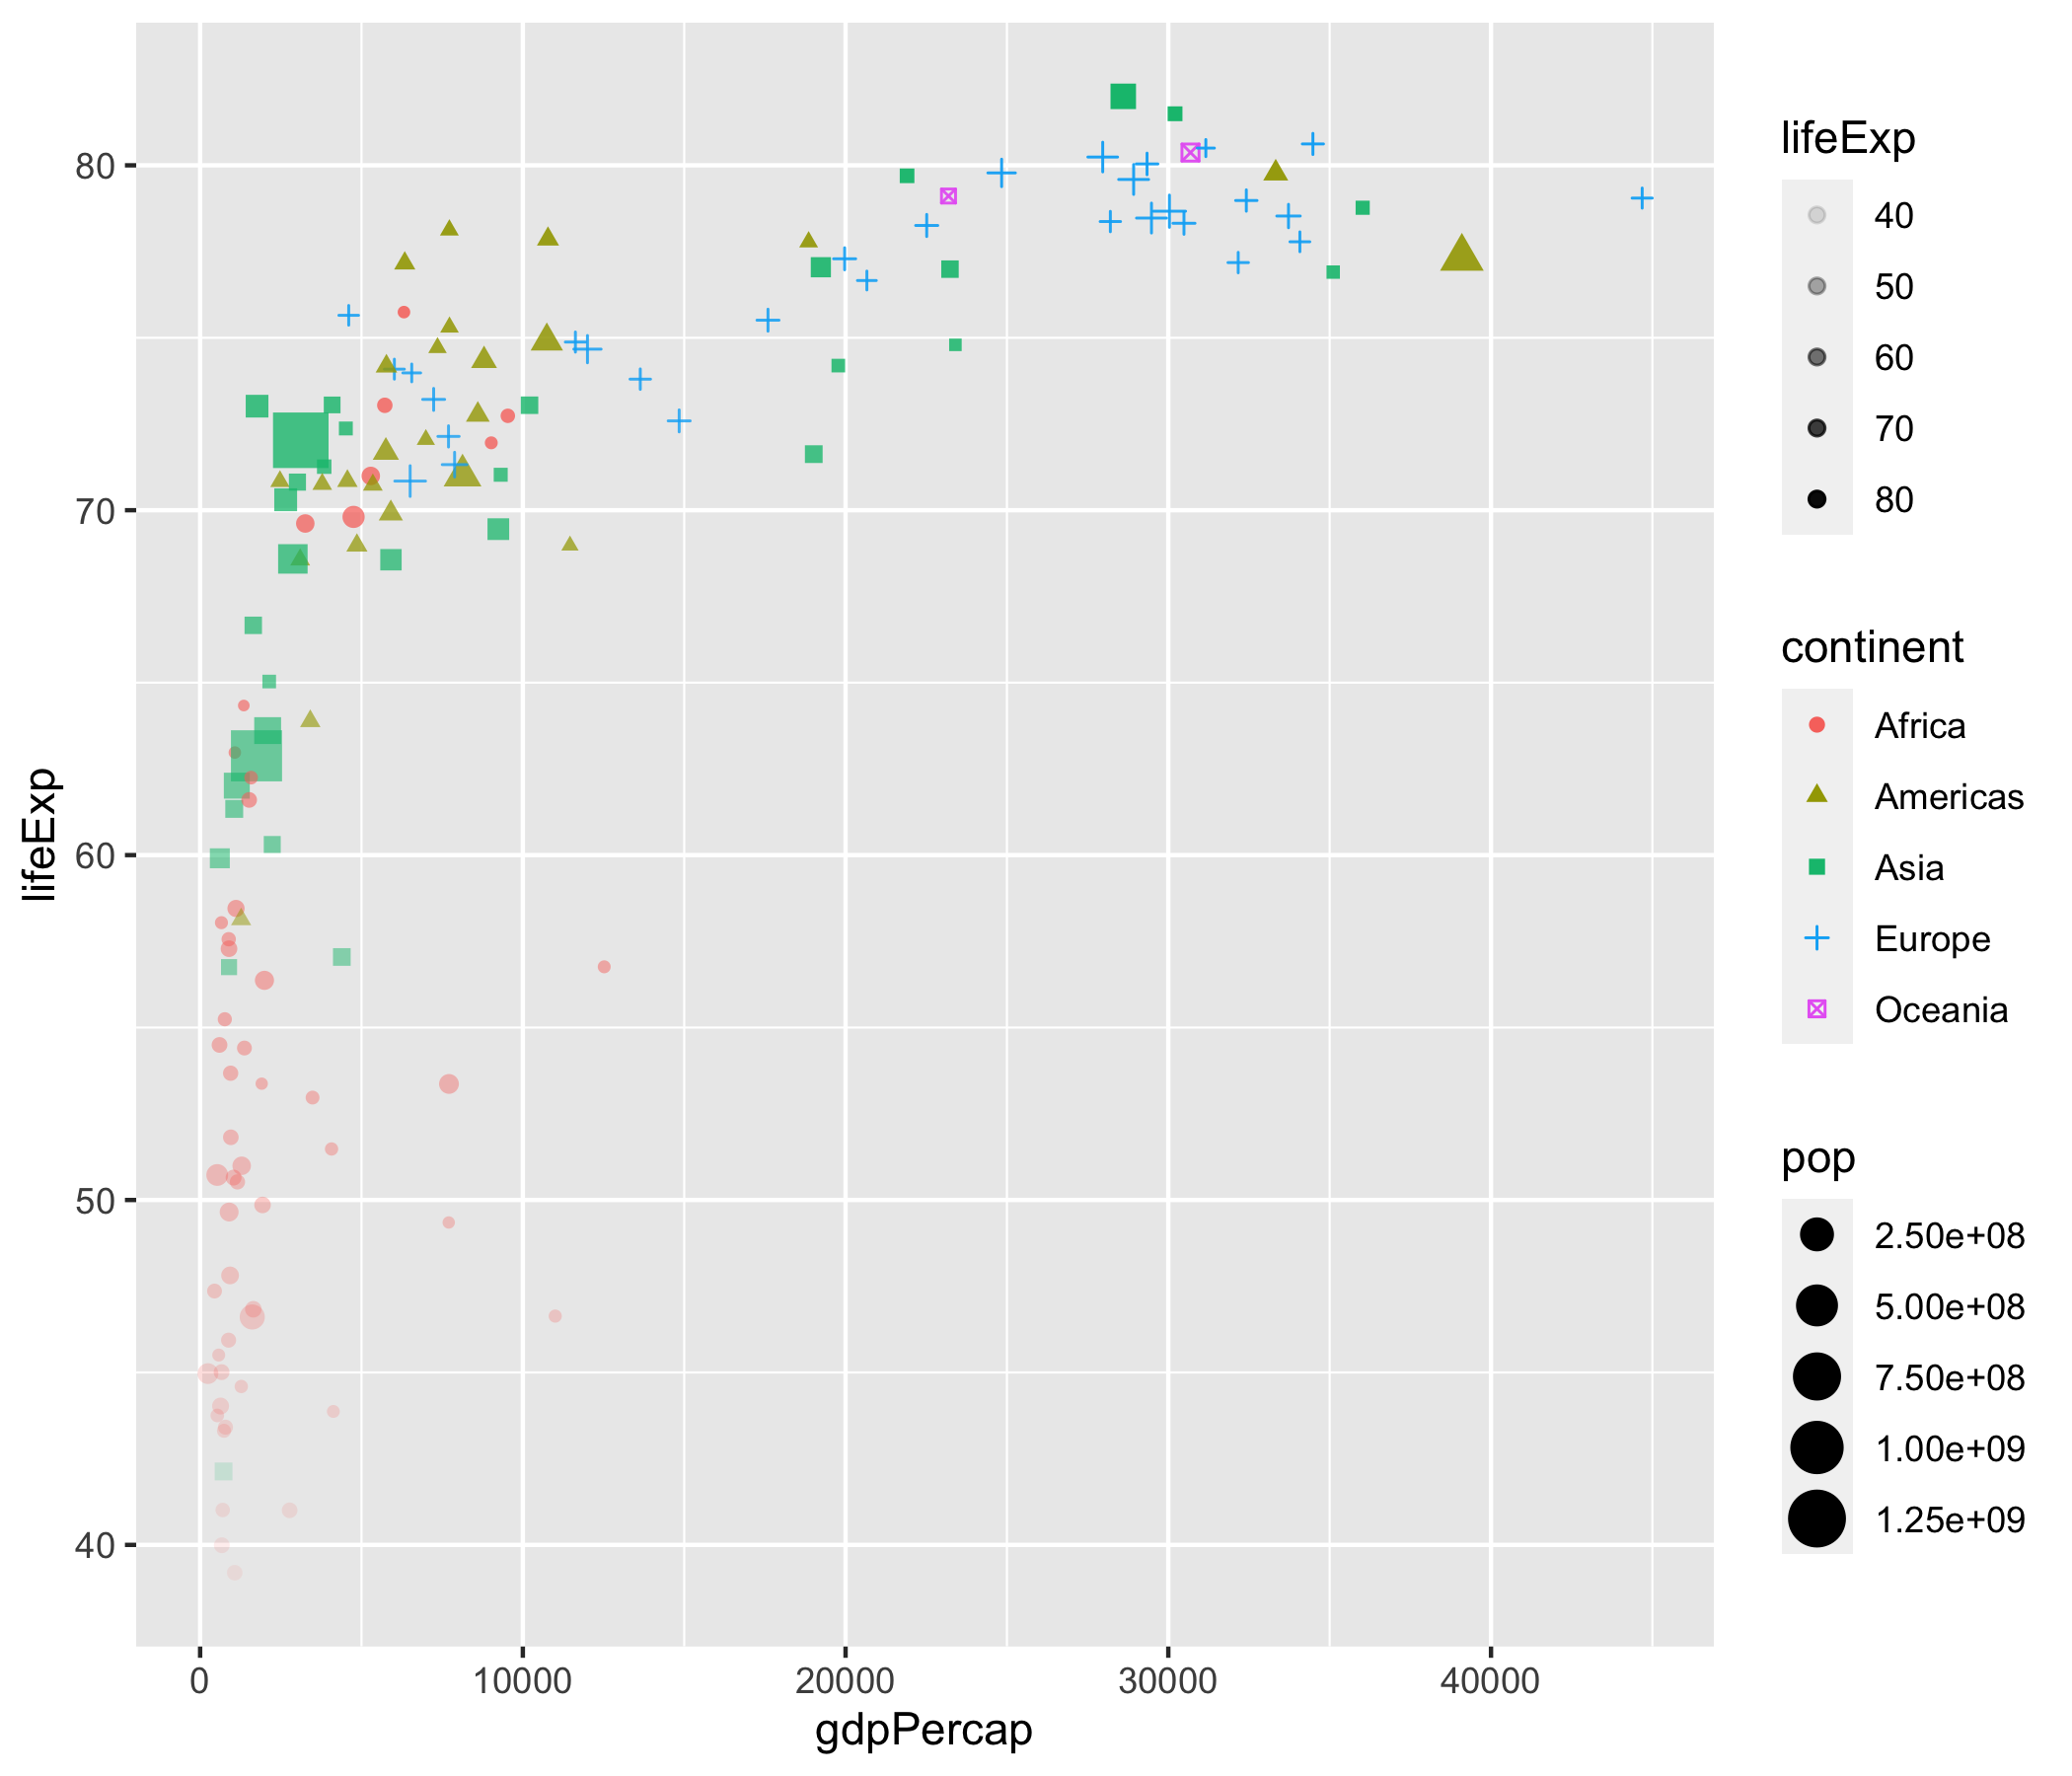 lifeExp
80
70
60
50
40
0 10000 20000 30000 40000
gdpPercap
lifeExp
40
50
60
70
80
continent
Africa
Americas
Asia
Europe
Oceania
pop
2.50e+08
5.00e+08
7.50e+08
1.00e+09
1.25e+09